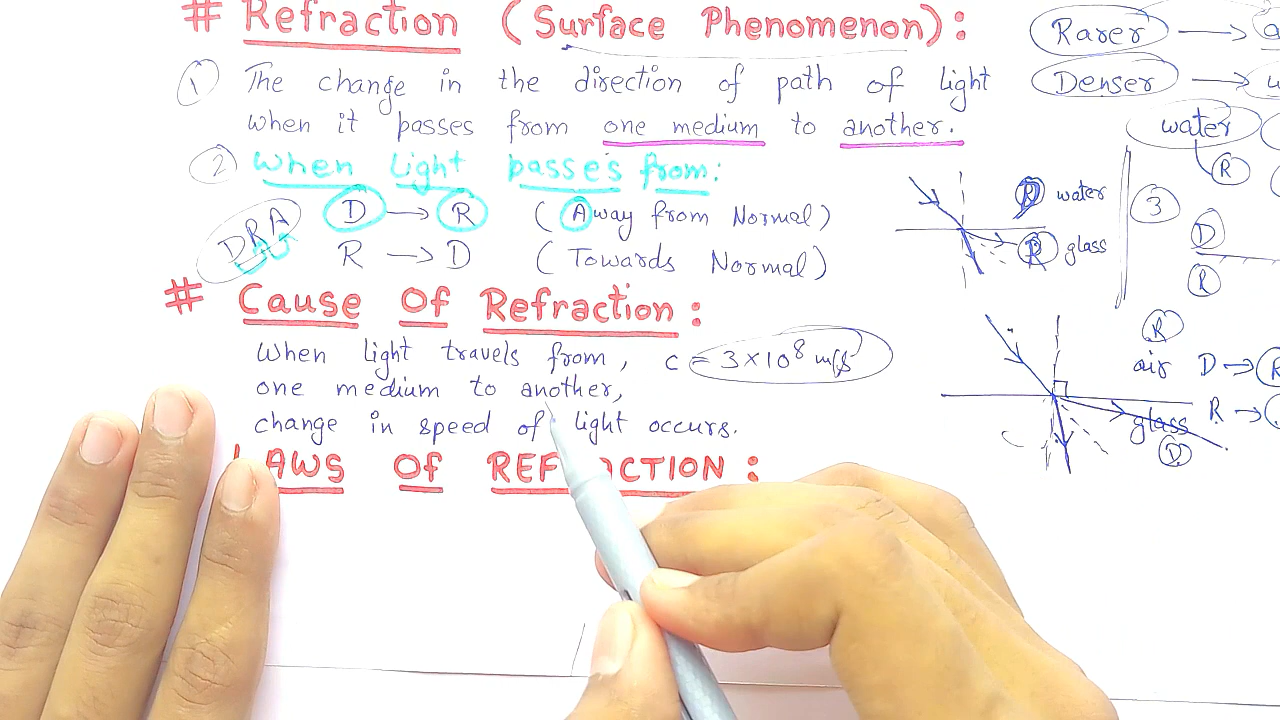 # Refraction (Surface Phenomenon):
① The change in the direction of path of light
when it passes from one medium to another.
② When Light passes from:
DRA D → R (Away from Normal)
R → D (Towards Normal)
# Cause Of Refraction:
When light travels from, c = 3×10⁸ m/s
one medium to another,
change in speed of light occurs.
LAWS Of REFRACTION:
Rarer →
Denser →
water
R
water
glass
3
D
R
R
air D → R
R →
glass
D